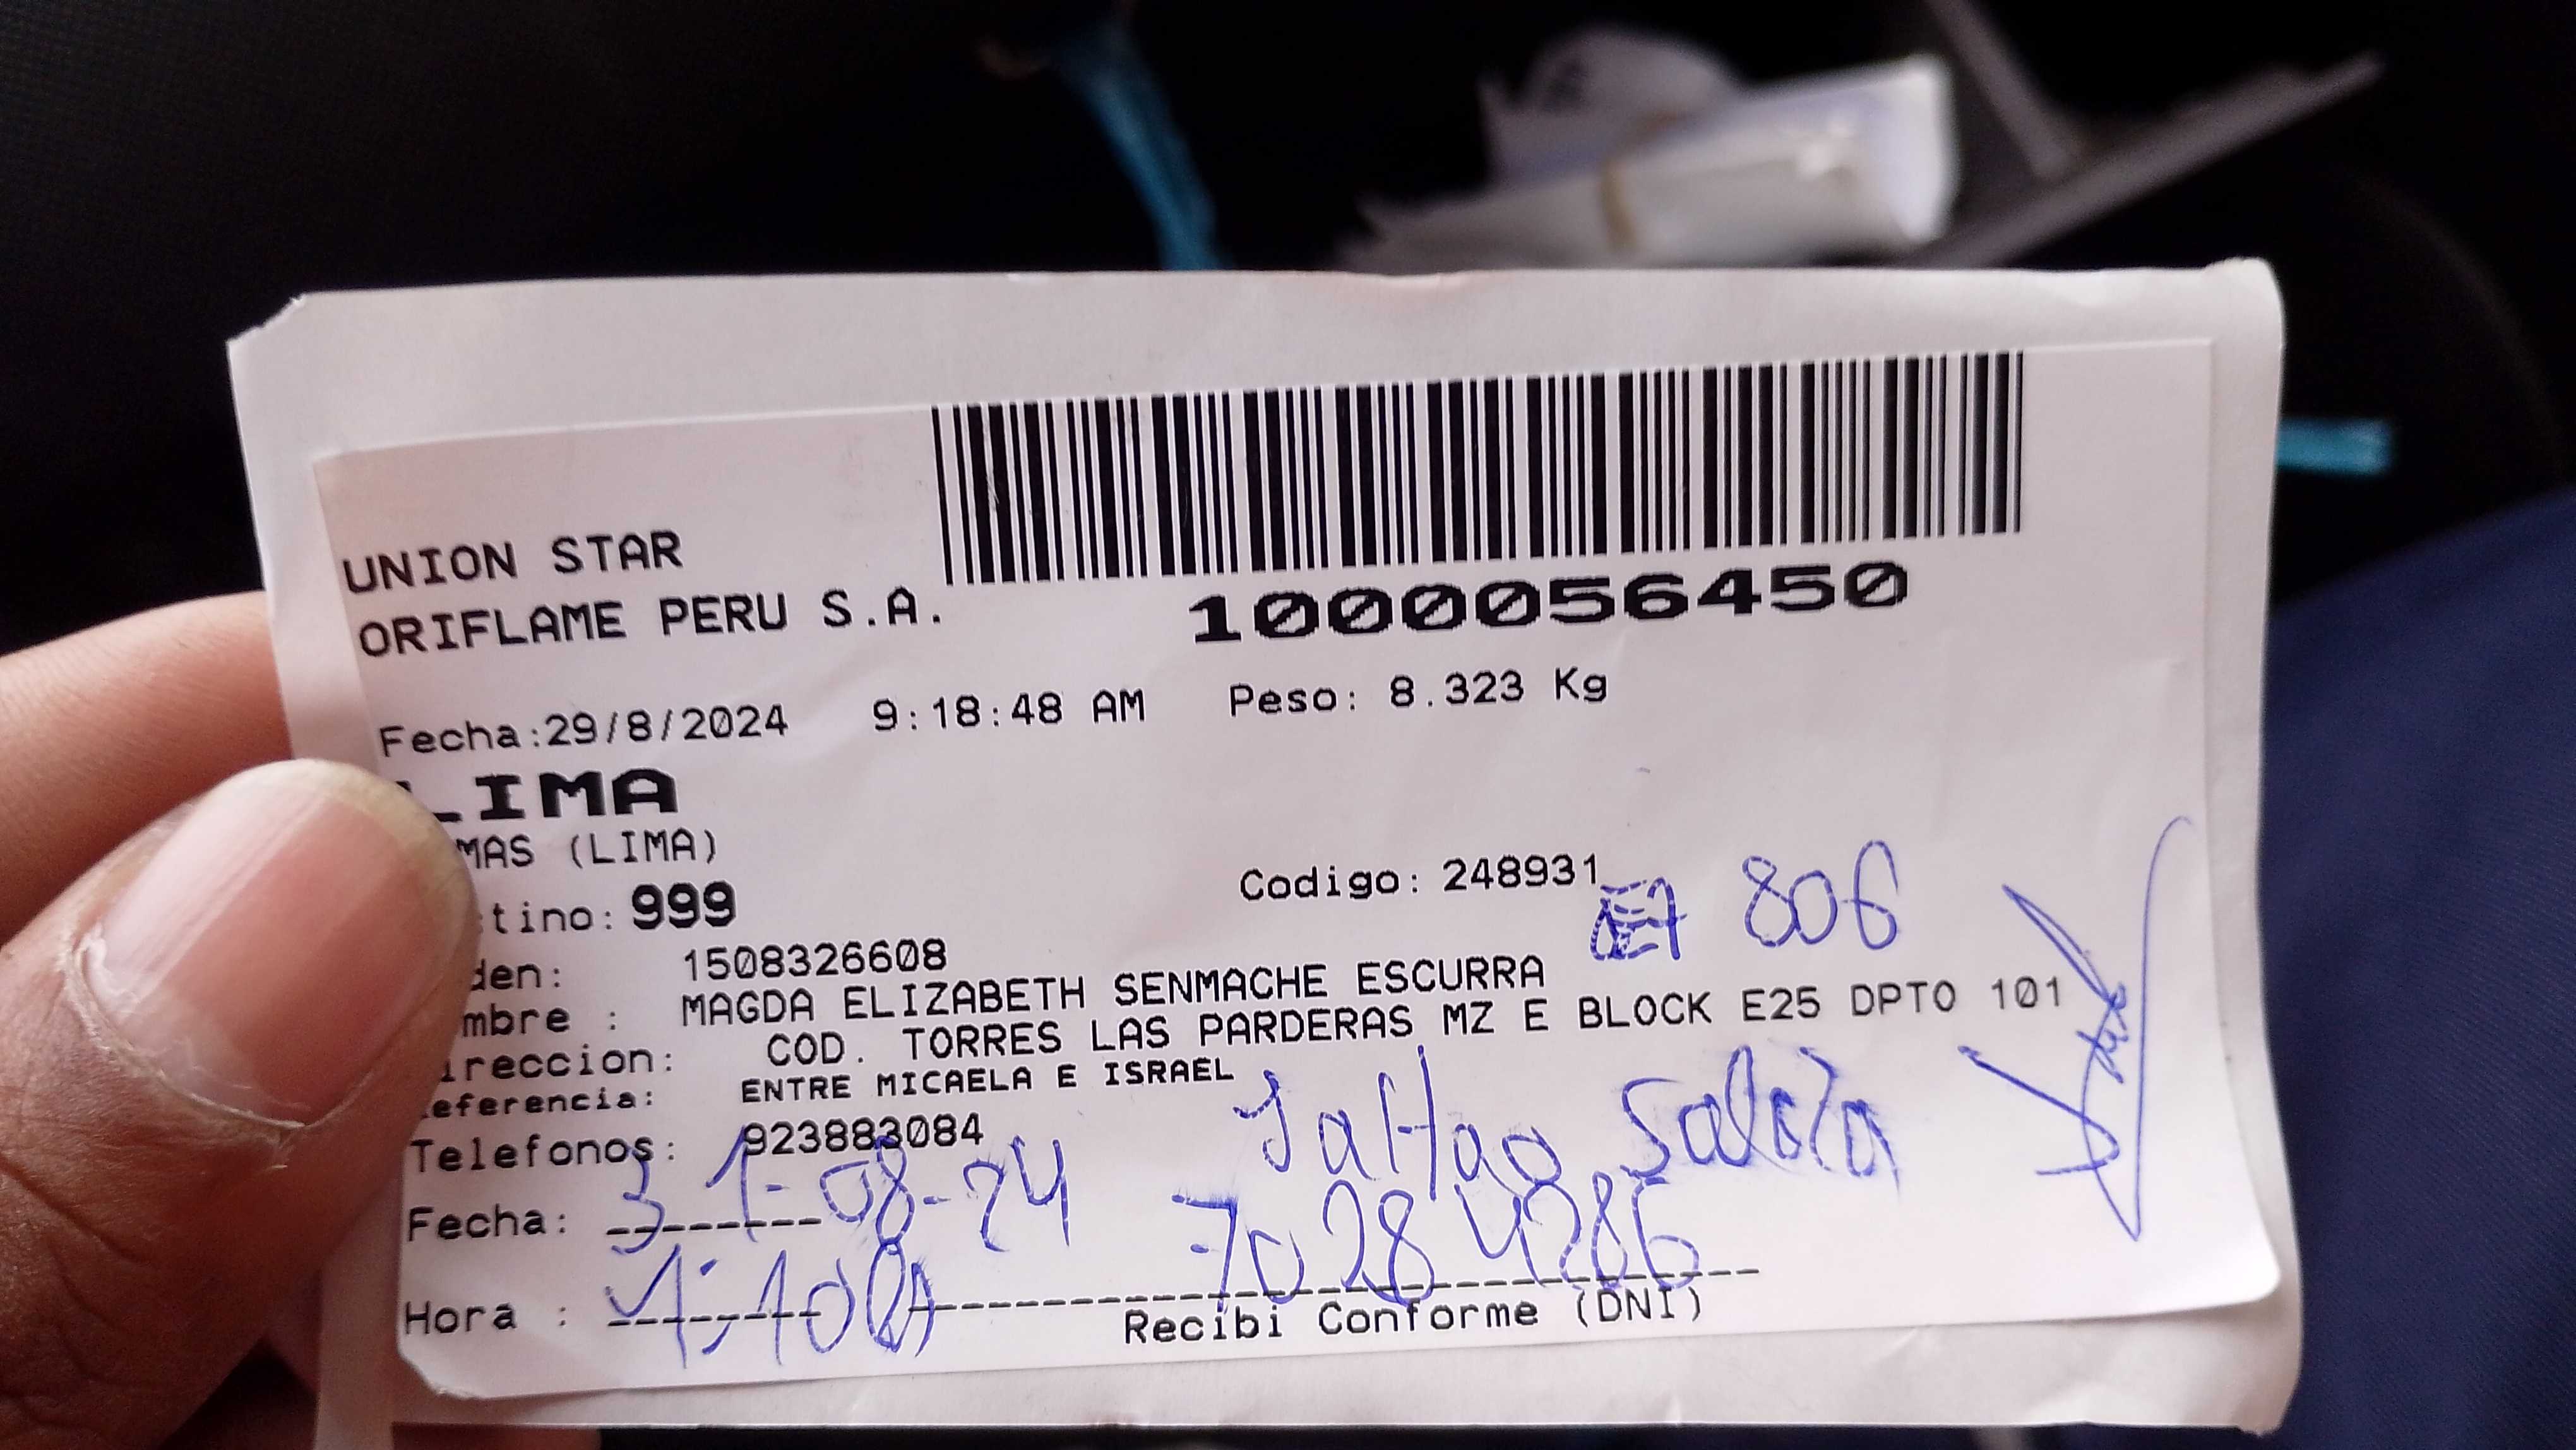 UNION STAR
ORIFLAME PERU S.A.
1000056450
Fecha:29/8/2024 9:18:48 AM Peso: 8.323 Kg
LIMA
MAS (LIMA)
tino: 999 Codigo: 248931
806
den: 1508326608
mbre : MAGDA ELIZABETH SENMACHE ESCURRA
ireccion: COD. TORRES LAS PARDERAS MZ E BLOCK E25 DPTO 101
eferencia: ENTRE MICAELA E ISRAEL
Telefonos: 923883084
Fecha: 31-08-24 70284286
Hora : 1:10
Recibi Conforme (DNI)